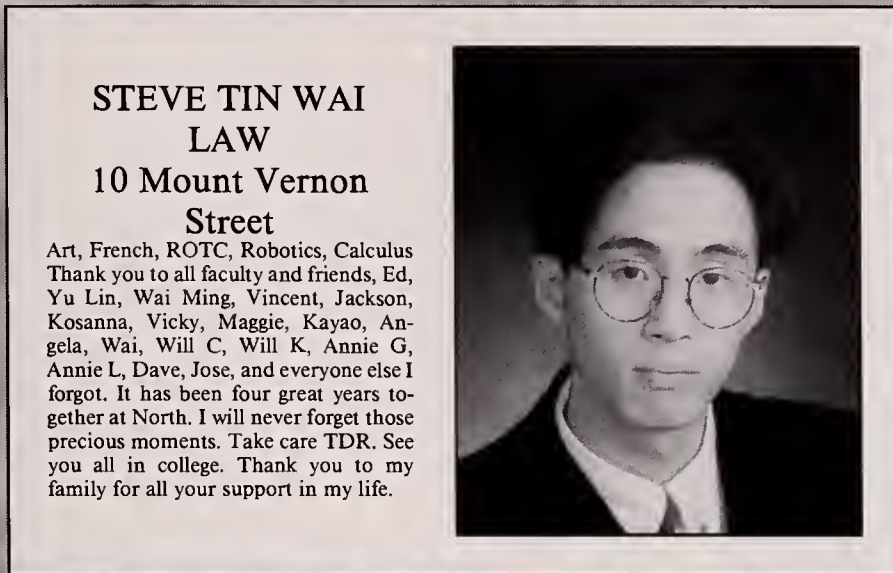 STEVE TIN WAI
LAW
10 Mount Vernon
Street
Art, French, ROTC, Robotics, Calculus
Thank you to all faculty and friends, Ed,
Yu Lin, Wai Ming, Vincent, Jackson,
Kosanna, Vicky, Maggie, Kayao, An-
gela, Wai, Will C, Will K, Annie G,
Annie L, Dave, Jose, and everyone else I
forgot. It has been four great years to-
gether at North. I will never forget those
precious moments. Take care TDR. See
you all in college. Thank you to my
family for all your support in my life.